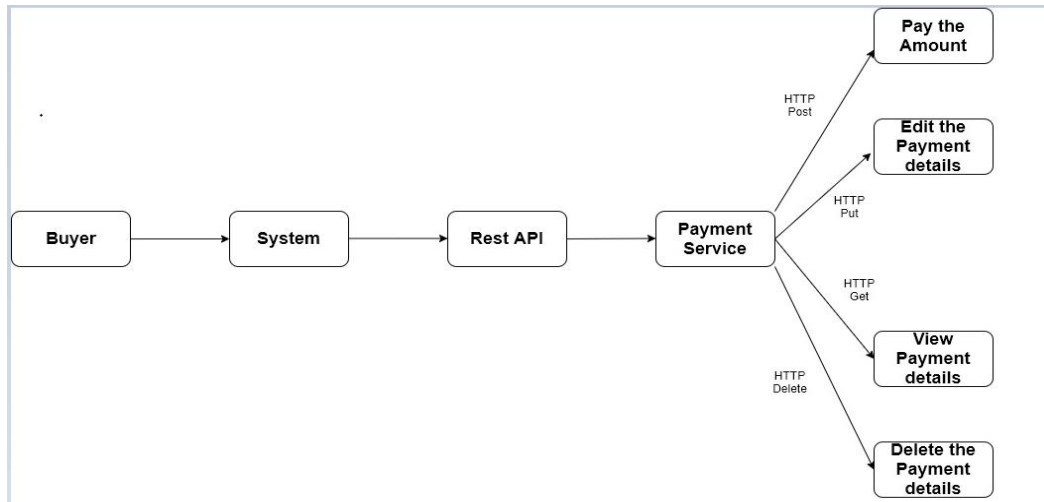 Pay the
Amount
HTTP
Post
Edit the
Payment
details
HTTP
Put
Buyer
System
Rest API
Payment
Service
HTTP
Get
View
Payment
details
HTTP
Delete
Delete the
Payment
details